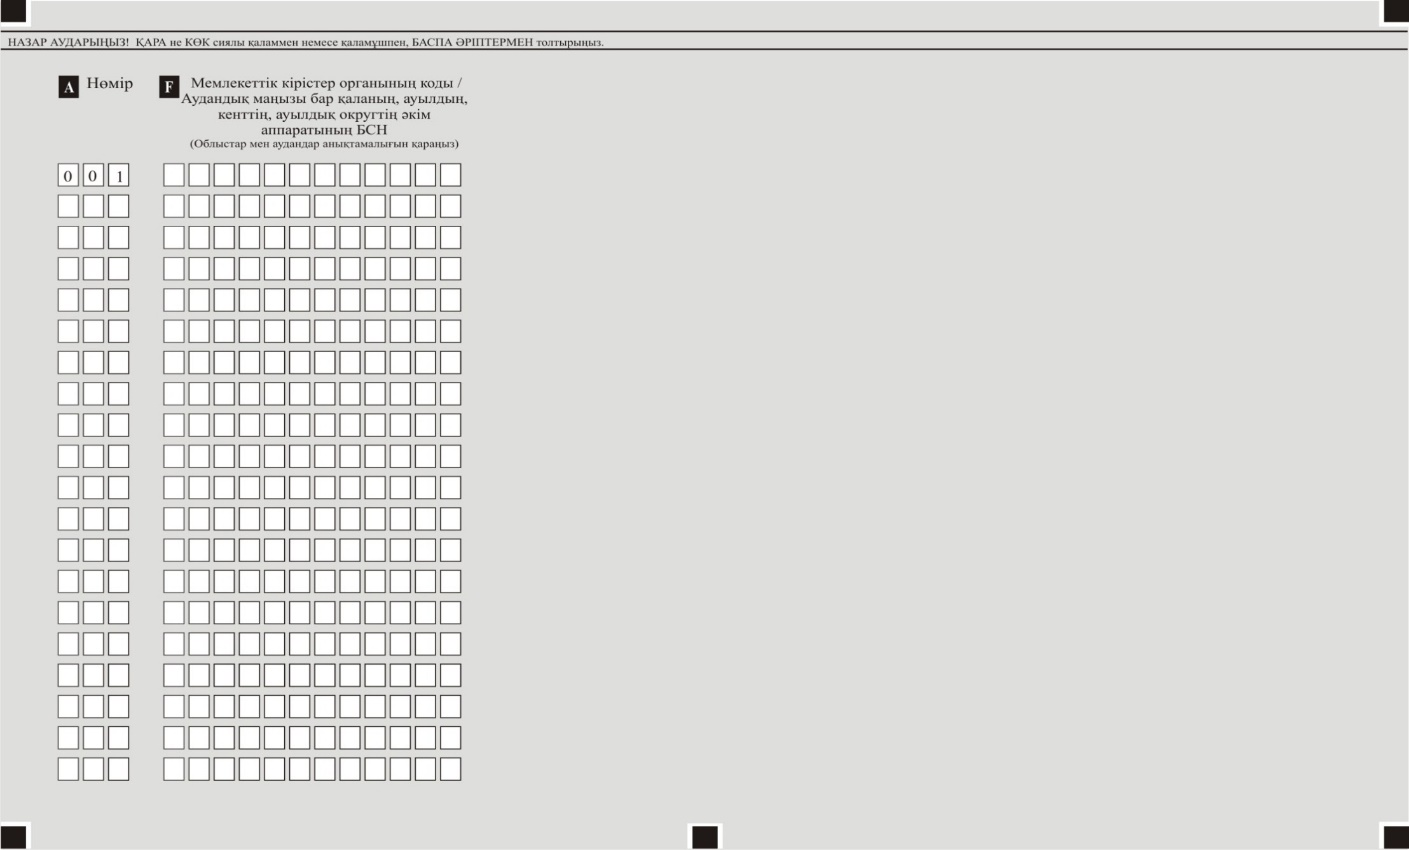 НАЗАР АУДАРЫҢЫЗ! ҚАРА не КӨК сиялы қаламмен немесе қаламұшпен, БАСПА ӘРІПТЕРМЕН толтырыңыз.
A Нөмір
F Мемлекеттік кірістер органының коды /
Аудандық маңызы бар қаланың, ауылдың,
кенттің, ауылдық округтің әкім
аппаратының БСН
(Облыстар мен аудандар анықтамалығын қараңыз)
0 0 1